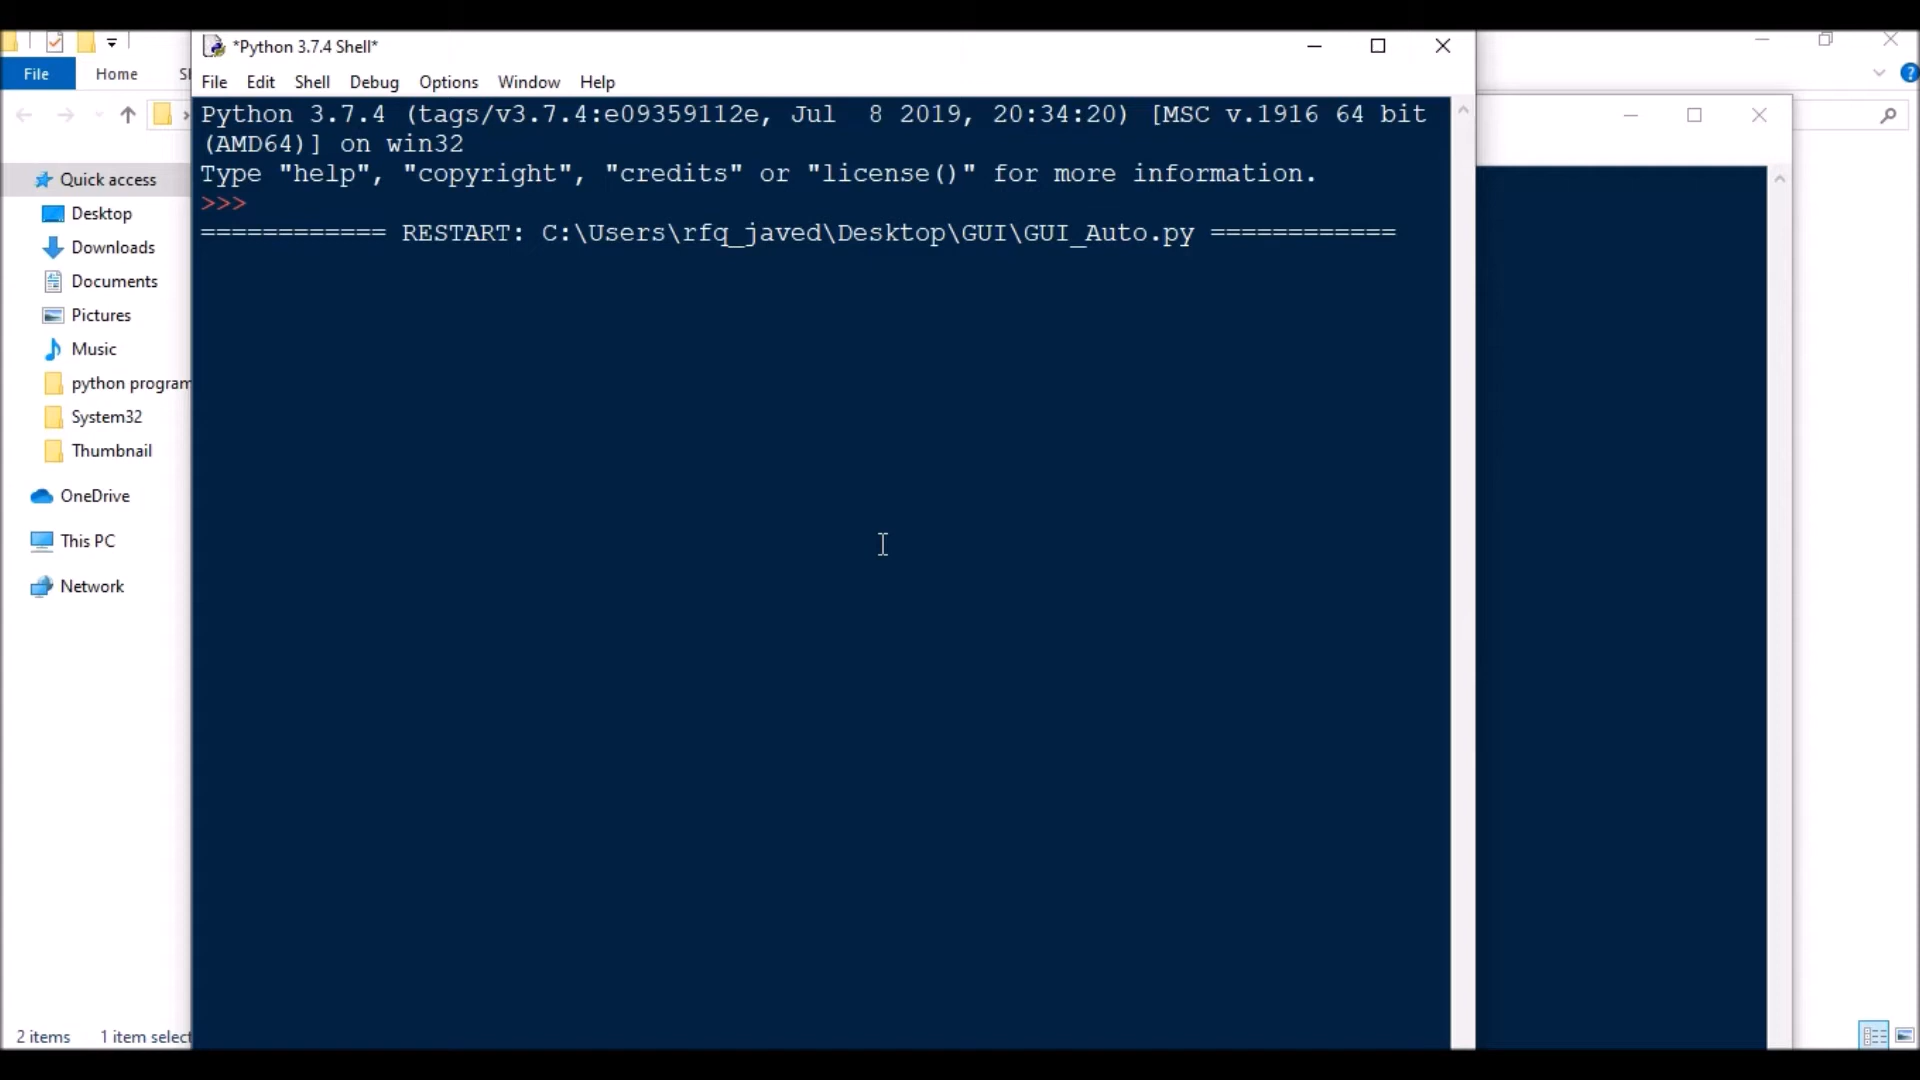 *Python 3.7.4 Shell*
File Edit Shell Debug Options Window Help
Python 3.7.4 (tags/v3.7.4:e09359112e, Jul  8 2019, 20:34:20) [MSC v.1916 64 bit
(AMD64)] on win32
Type "help", "copyright", "credits" or "license()" for more information.
>>>
============ RESTART: C:\Users\rfq_javed\Desktop\GUI\GUI_Auto.py ============
File Home
Quick access
Desktop
Downloads
Documents
Pictures
Music
python program
System32
Thumbnail
OneDrive
This PC
Network
2 items 1 item select